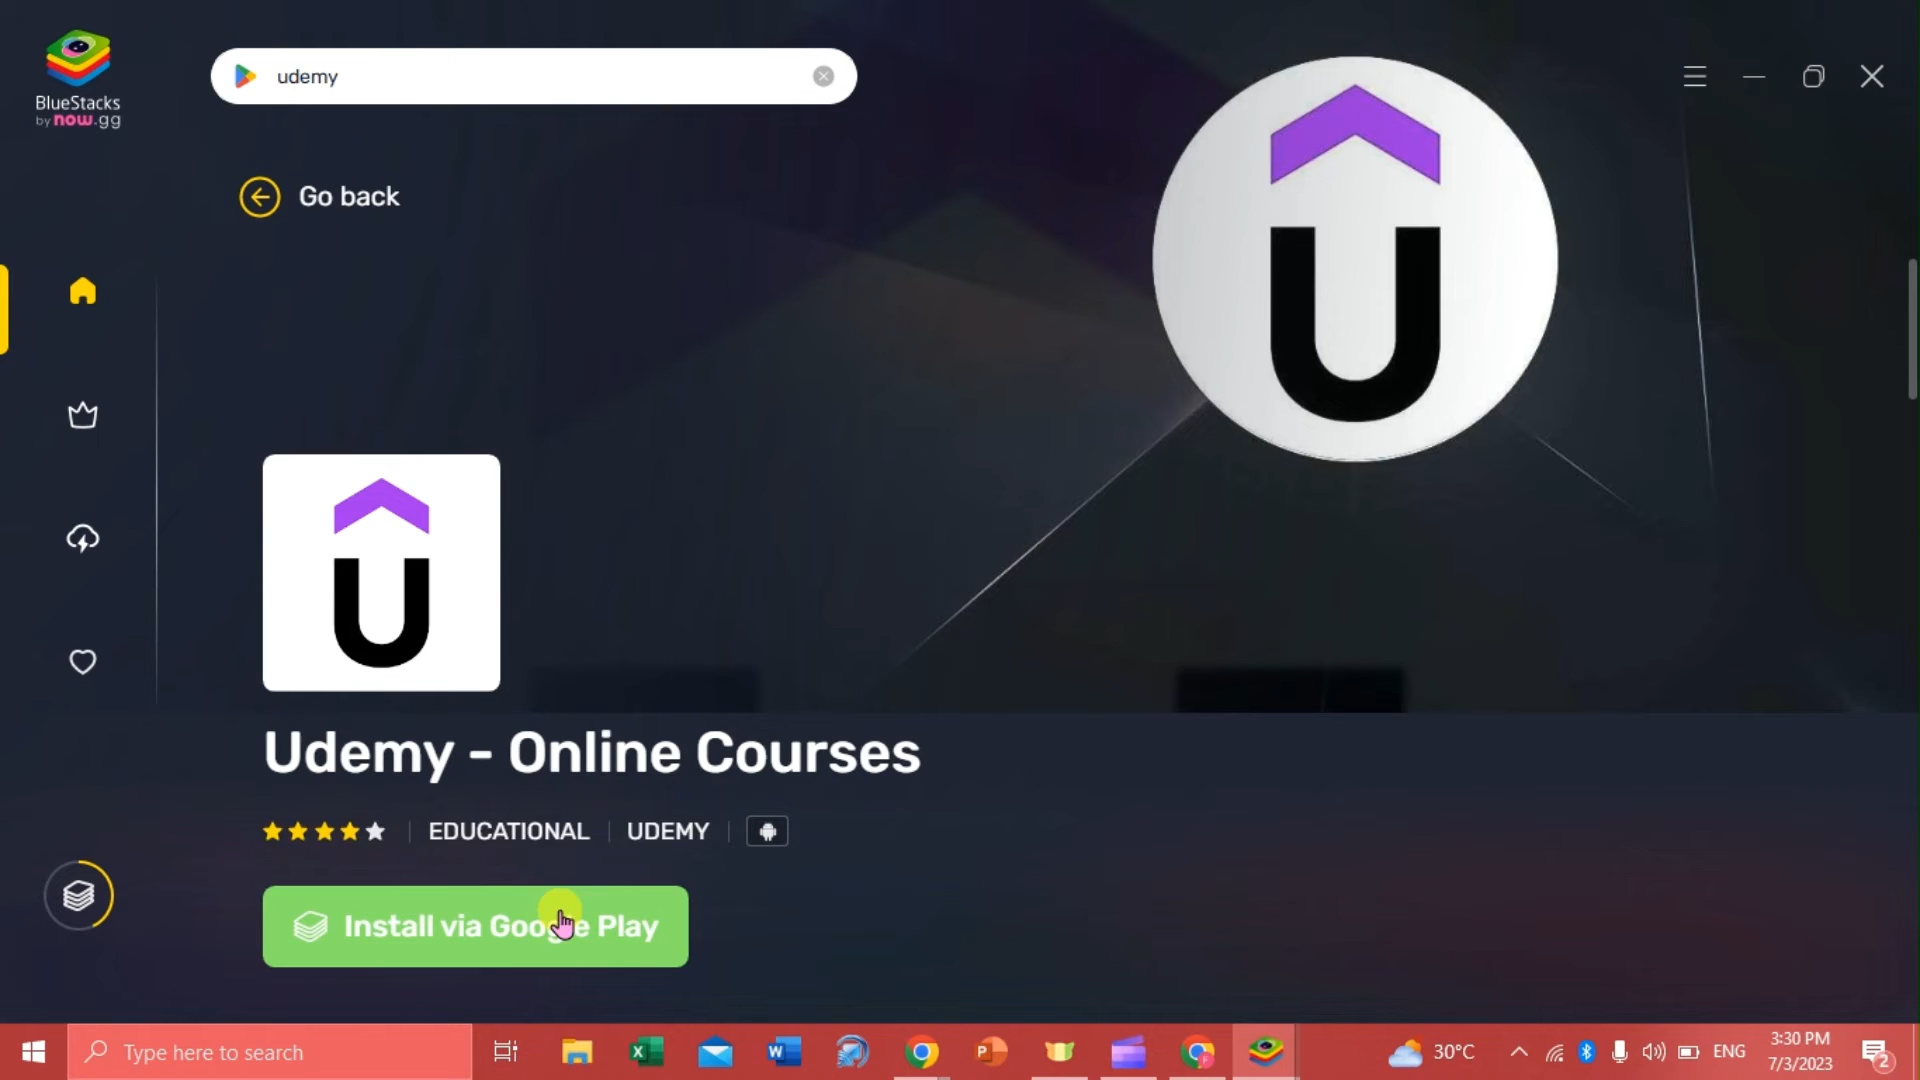 BlueStacks
by now.gg
udemy
Go back
Udemy - Online Courses
EDUCATIONAL
UDEMY
Install via Google Play
Type here to search
30°C
ENG
3:30 PM
7/3/2023
2